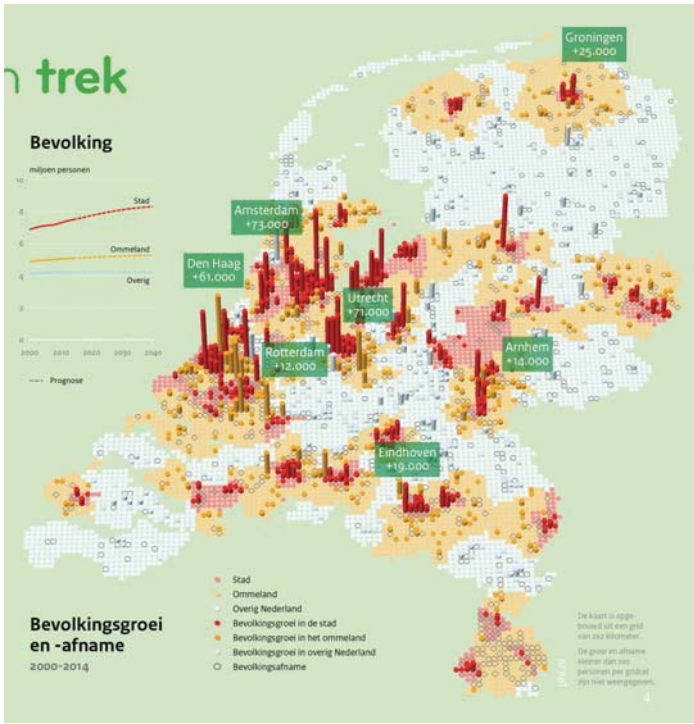 n trek
Bevolking
miljoen personen
10
8
6
4
2
0
2000 2010 2020 2030 2040
Stad
Ommeland
Overig
Prognose
Groningen
+25.000
Amsterdam
+73.000
Den Haag
+61.000
Utrecht
+71.000
Rotterdam
+12.000
Arnhem
+14.000
Eindhoven
+19.000
Stad
Ommeland
Overig Nederland
Bevolkingsgroei in de stad
Bevolkingsgroei in het ommeland
Bevolkingsgroei in overig Nederland
Bevolkingsafname
Bevolkingsgroei
en -afname
2000-2014
De kaart is opge-
bouwd uit een grid
van 2x2 kilometer.
De groei en afname
kleiner dan 100
personen per gridcel
zijn niet weergegeven.
pbl.nl
4